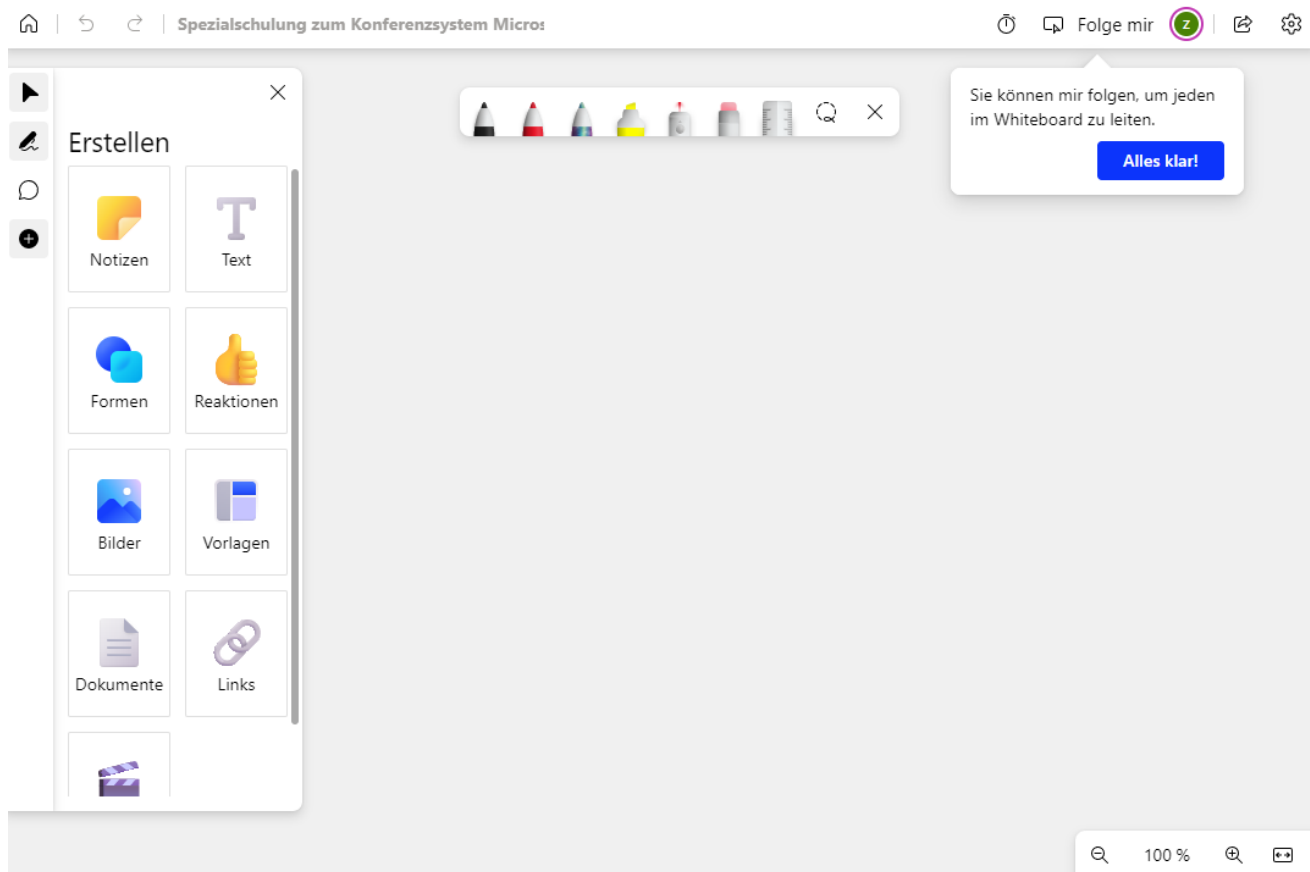 Spezialschulung zum Konferenzsystem Micros
Folge mir
Z
Sie können mir folgen, um jeden
im Whiteboard zu leiten.
Alles klar!
Erstellen
Notizen
Text
Formen
Reaktionen
Bilder
Vorlagen
Dokumente
Links
100 %